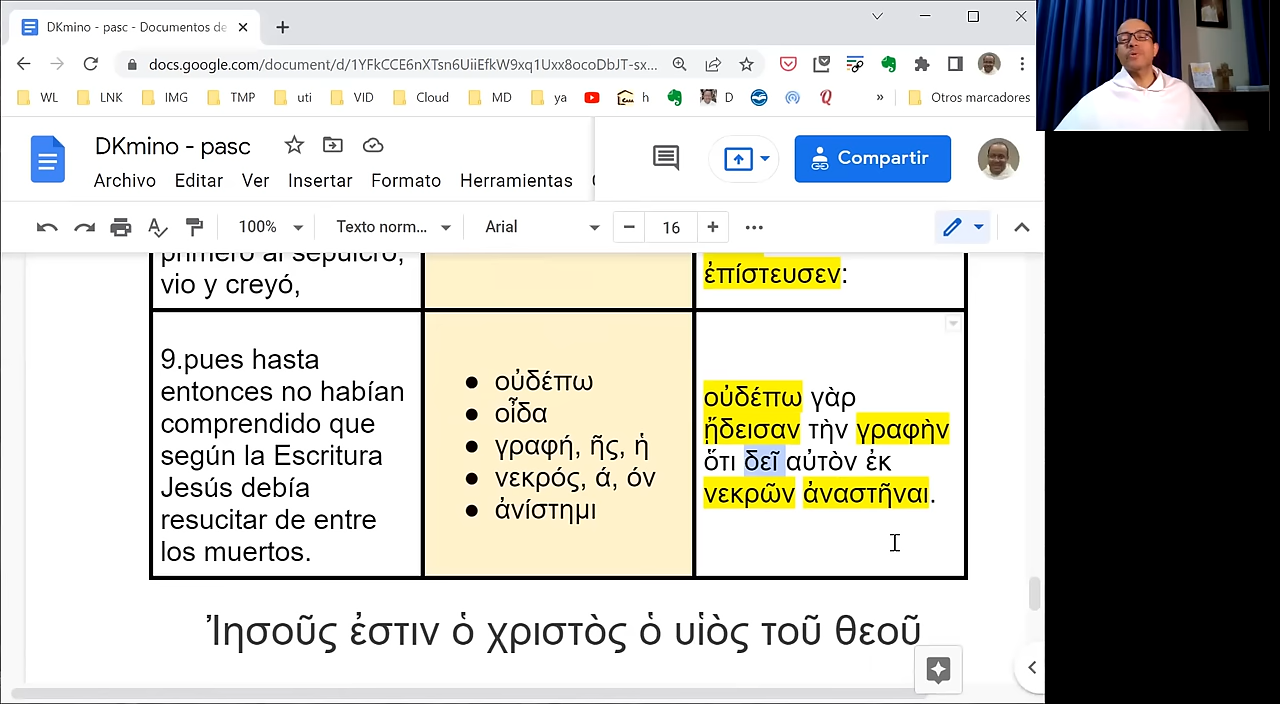 DKmino - pasc - Documentos de
docs.google.com/document/d/1YFkCCE6nXCn6UiiEfkW9xq1Uxx8ocoDbJT-sx...
WL LNK IMG TMP uti VID Cloud MD ya h D » Otros marcadores
DKmino - pasc
Compartir
Archivo Editar Ver Insertar Formato Herramientas
100% Texto norm... Arial 16
primero al sepulcro,
vio y creyó,
ἐπίστευσεν:
9.pues hasta
entonces no habían
comprendido que
según la Escritura
Jesús debía
resucitar de entre
los muertos.
● οὐδέπω
● οἶδα
● γραφή, ῆς, ἡ
● νεκρός, ά, όν
● ἀνίστημι
οὐδέπω γὰρ
ᾔδεισαν τὴν γραφὴν
ὅτι δεῖ αὐτὸν ἐκ
νεκρῶν ἀναστῆναι.
Ἰησοῦς ἐστιν ὁ χριστὸς ὁ υἱὸς τοῦ θεοῦ